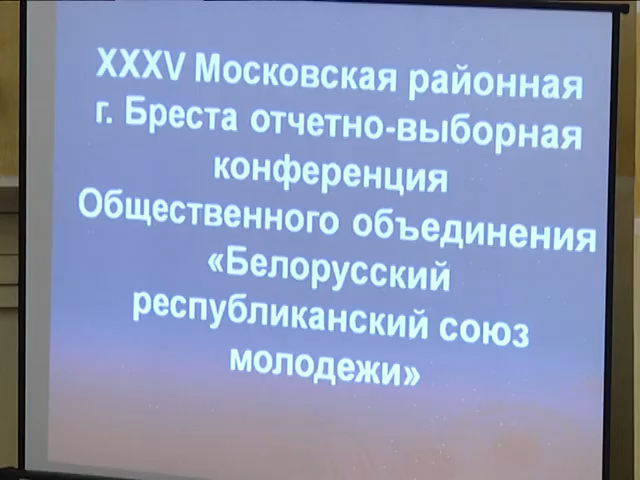 XXXV Московская районная
г. Бреста отчетно-выборная
конференция
Общественного объединения
«Белорусский
республиканский союз
молодежи»